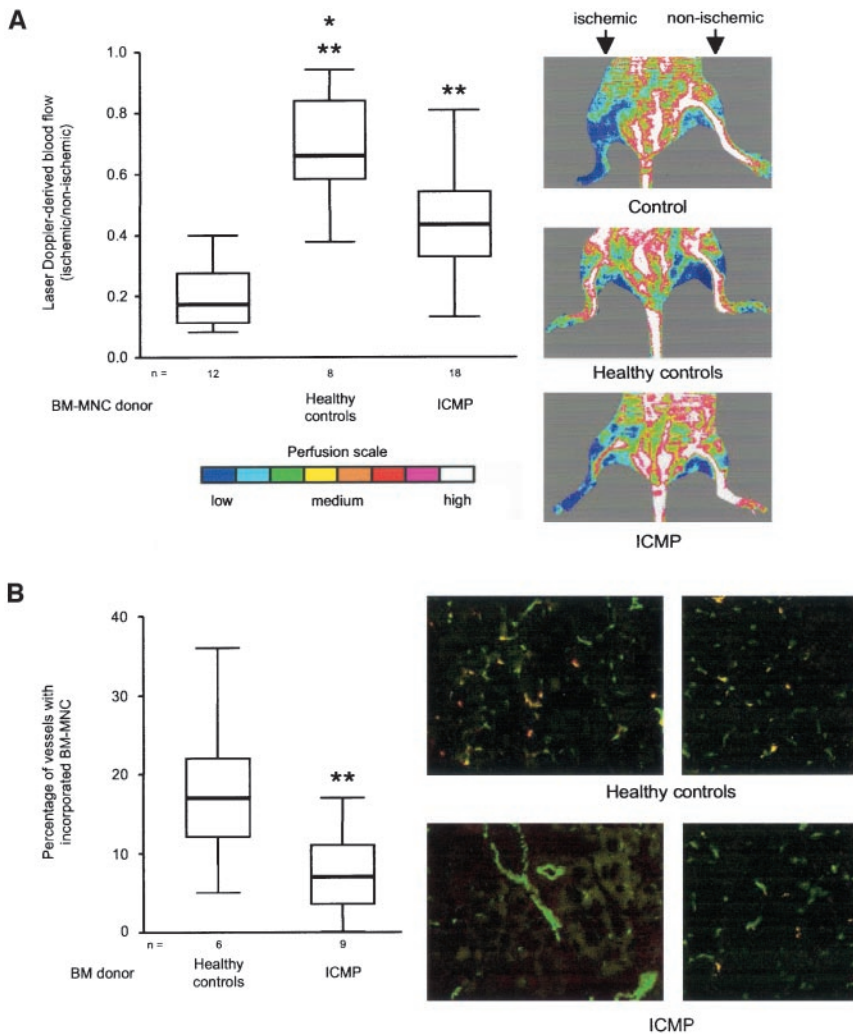 A
Laser Doppler-derived blood flow
(ischemic/non-ischemic)
1.0
0.8
0.6
0.4
0.2
0.0
*
**
**
n =
12
8
18
BM-MNC donor
Healthy
controls
ICMP
Perfusion scale
low
medium
high
ischemic
non-ischemic
Control
Healthy controls
ICMP
B
Percentage of vessels with
incorporated BM-MNC
40
30
20
10
0
**
n =
6
9
BM donor
Healthy
controls
ICMP
Healthy controls
ICMP